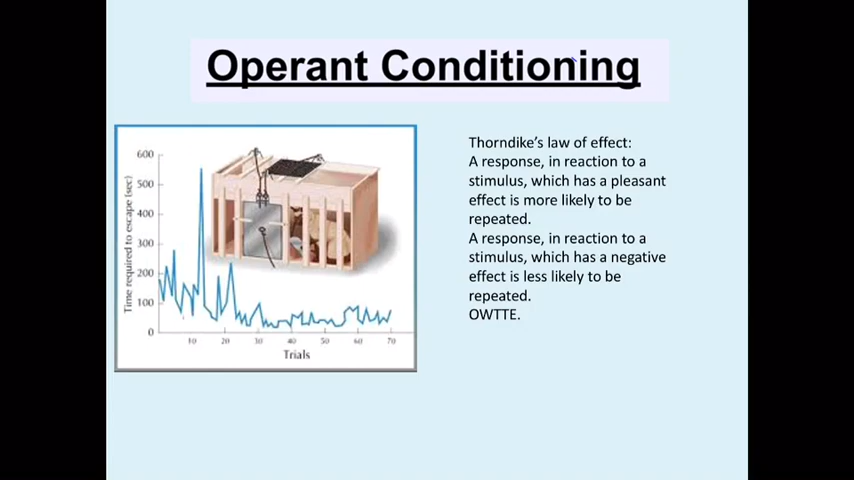 Operant Conditioning
Time required to escape (sec)
600
500
400
300
200
100
0
10 20 30 40 50 60 70
Trials
Thorndike's law of effect:
A response, in reaction to a
stimulus, which has a pleasant
effect is more likely to be
repeated.
A response, in reaction to a
stimulus, which has a negative
effect is less likely to be
repeated.
OWTTE.